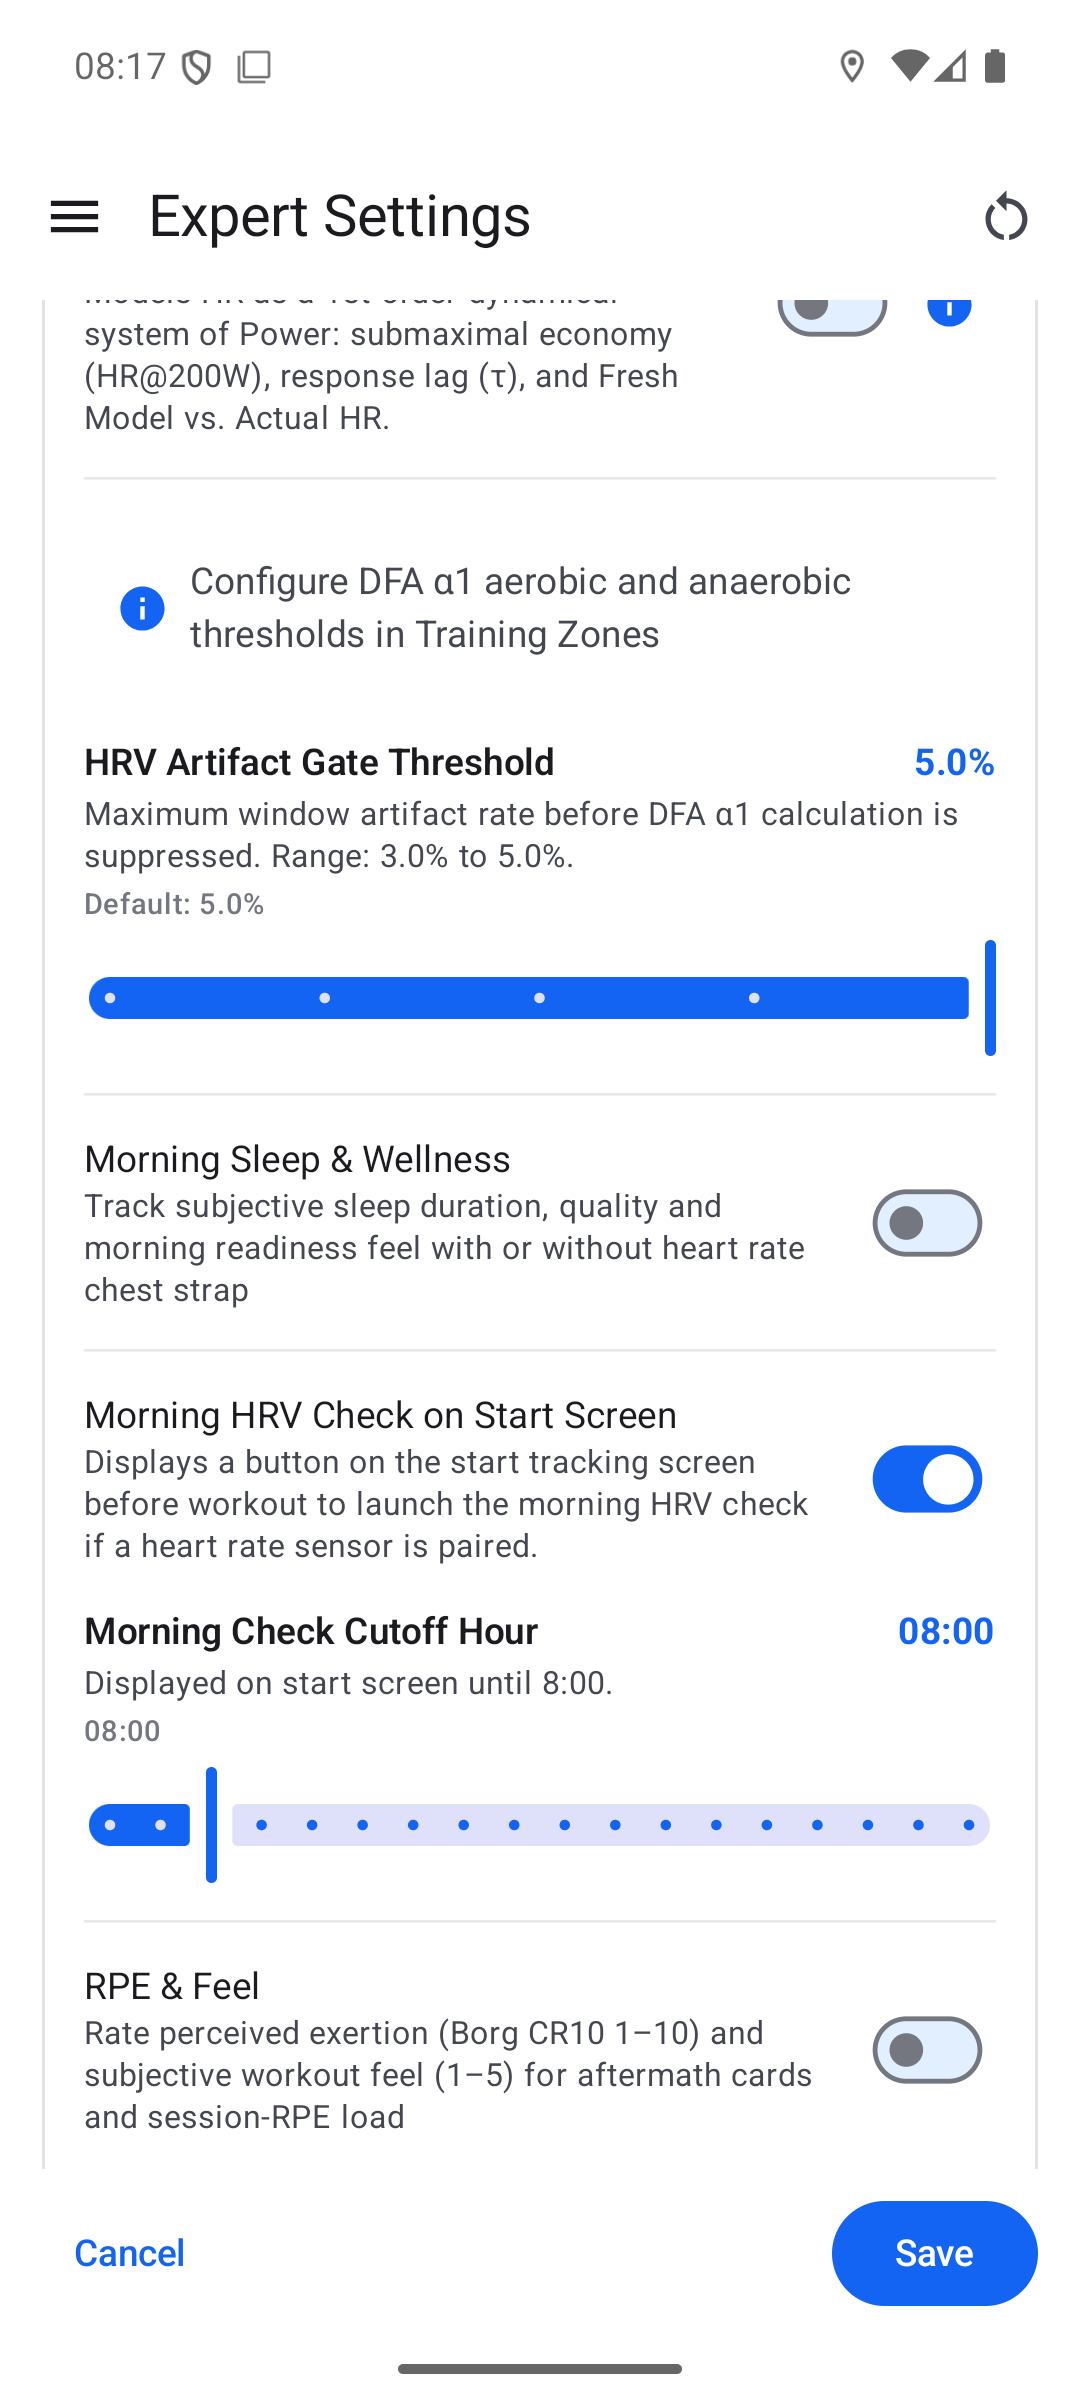 08:17
Expert Settings
system of Power: submaximal economy
(HR@200W), response lag (τ), and Fresh
Model vs. Actual HR.
Configure DFA α1 aerobic and anaerobic
thresholds in Training Zones
HRV Artifact Gate Threshold
5.0%
Maximum window artifact rate before DFA α1 calculation is
suppressed. Range: 3.0% to 5.0%.
Default: 5.0%
Morning Sleep & Wellness
Track subjective sleep duration, quality and
morning readiness feel with or without heart rate
chest strap
Morning HRV Check on Start Screen
Displays a button on the start tracking screen
before workout to launch the morning HRV check
if a heart rate sensor is paired.
Morning Check Cutoff Hour
08:00
Displayed on start screen until 8:00.
08:00
RPE & Feel
Rate perceived exertion (Borg CR10 1–10) and
subjective workout feel (1–5) for aftermath cards
and session-RPE load
Cancel
Save